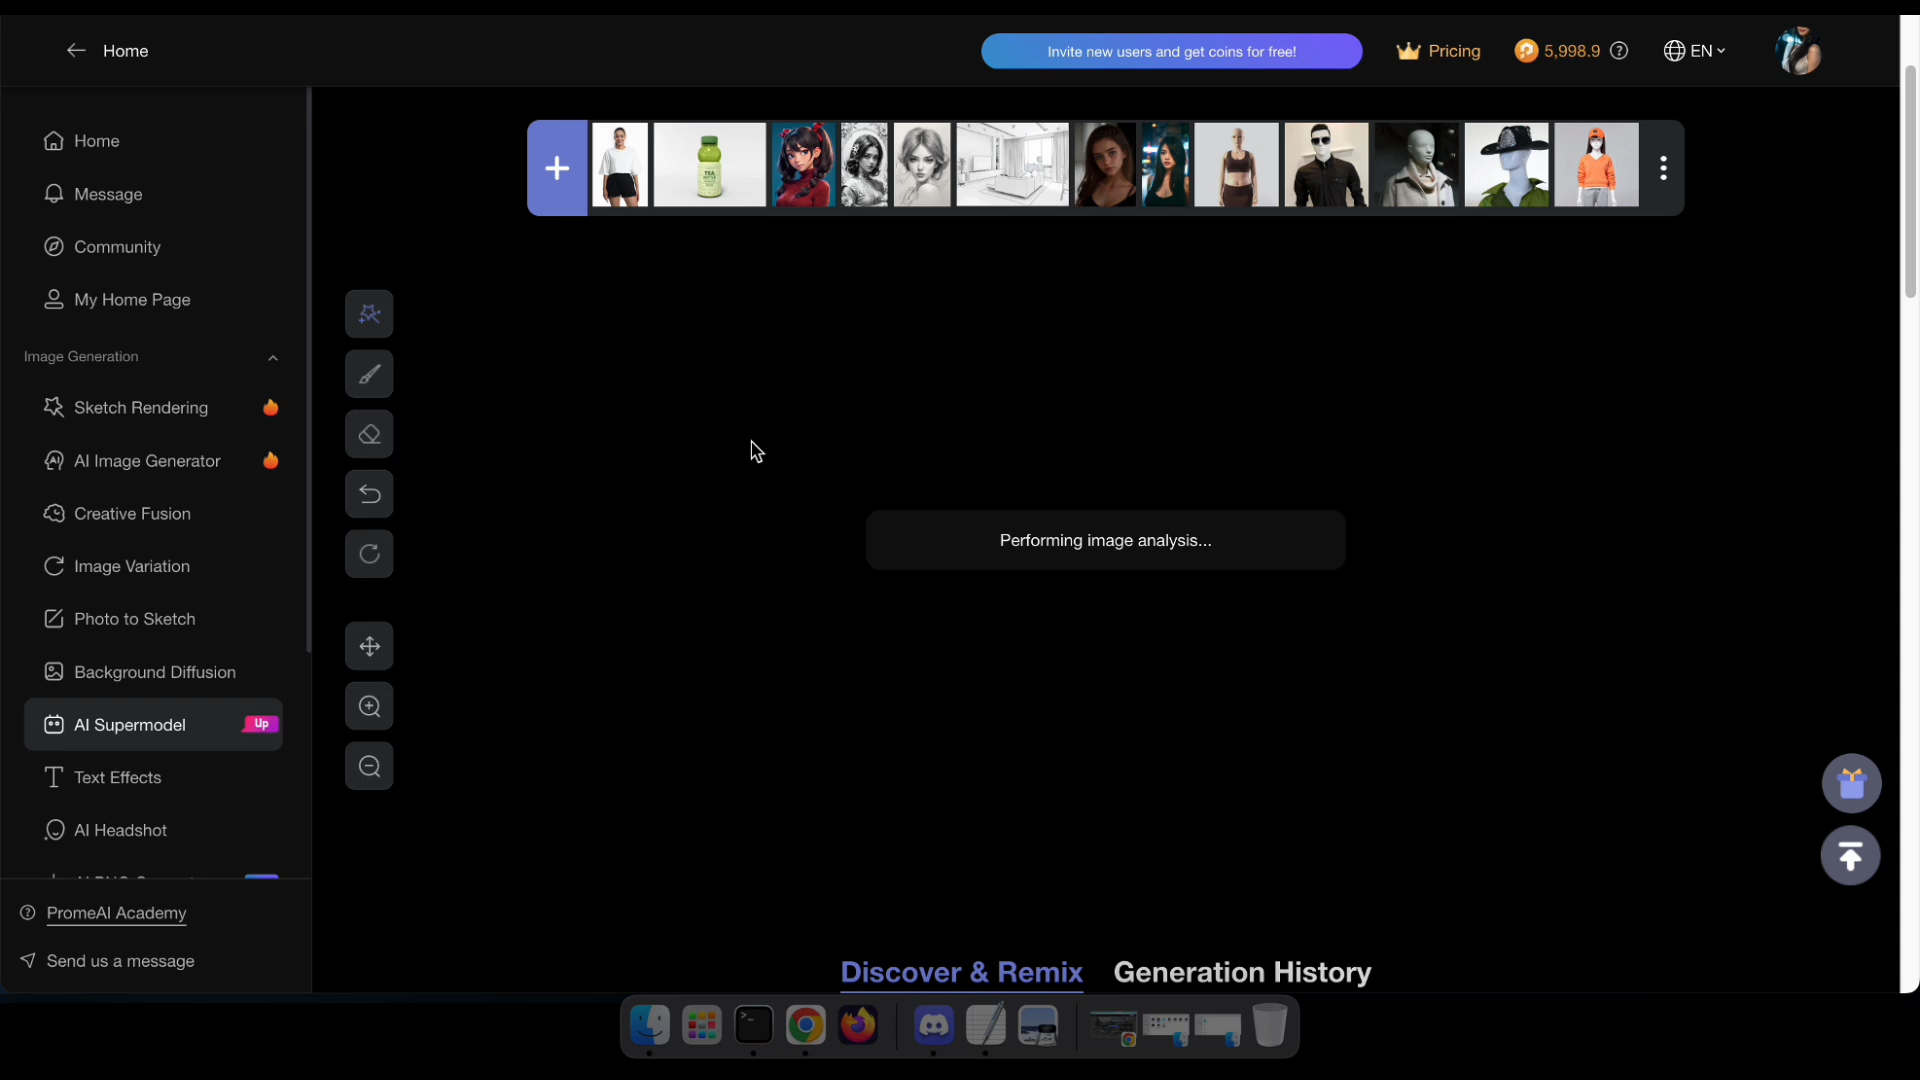 Home
Invite new users and get coins for free!
Pricing
5,998.9
EN
Home
Message
Community
My Home Page
Image Generation
Sketch Rendering
AI Image Generator
Creative Fusion
Image Variation
Photo to Sketch
Background Diffusion
AI Supermodel
Up
Text Effects
AI Headshot
PromeAI Academy
Send us a message
TEA
Performing image analysis...
Discover & Remix
Generation History